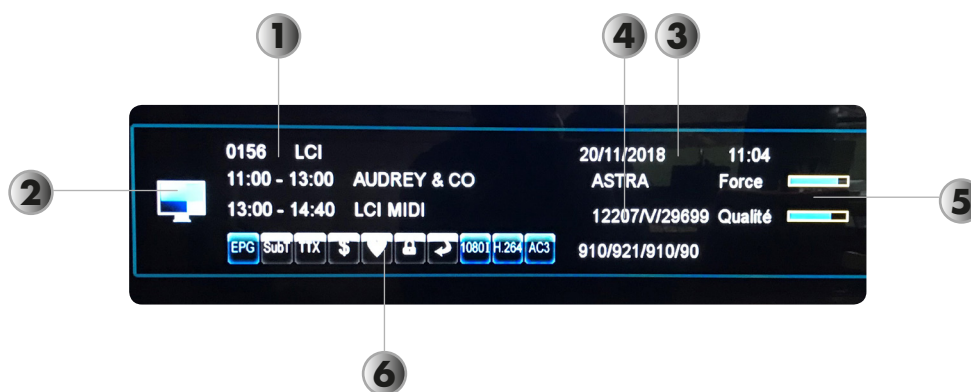 1
4
3
0156 LCI
20/11/2018 11:04
11:00 - 13:00 AUDREY & CO
ASTRA Force
2
5
13:00 - 14:40 LCI MIDI
12207/V/29699 Qualité
EPG SubT TTX $ 1080I H.264 AC3
910/921/910/90
6